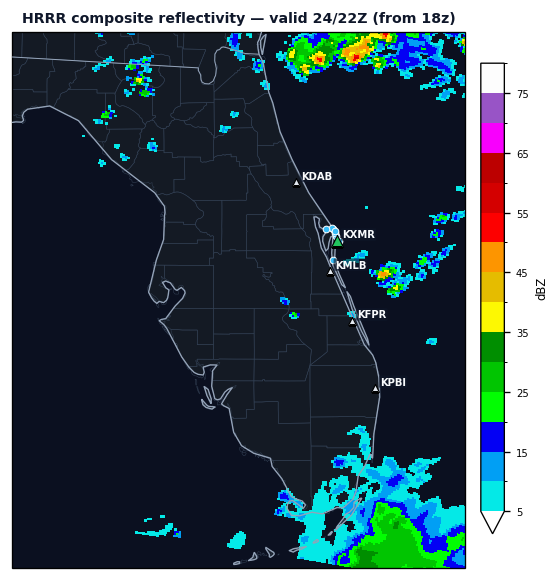 HRRR composite reflectivity — valid 24/22Z (from 18z)
KDAB
KXMR
KMLB
KFPR
KPBI
75
65
55
45
35
25
15
5
dBZ